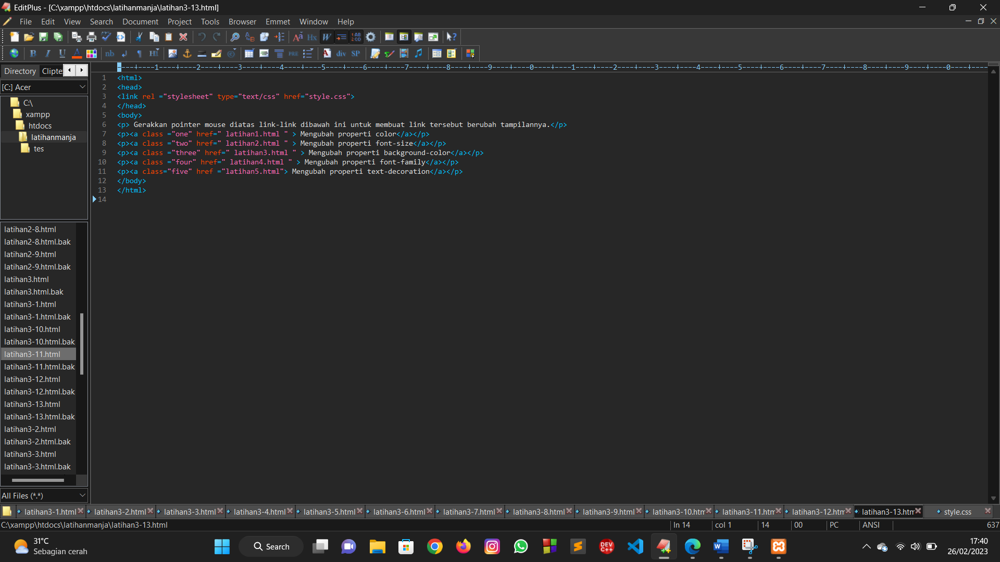 EditPlus - [C:\xampp\htdocs\latihanmanja\latihan3-13.html]
File Edit View Search Document Project Tools Browser Emmet Window Help
Directory Clipte
[C:] Acer
C:\
xampp
htdocs
latihanmanja
tes
1 <html>
2 <head>
3 <link rel ="stylesheet" type="text/css" href="style.css">
4 </head>
5 <body>
6 <p> Gerakkan pointer mouse diatas link-link dibawah ini untuk membuat link tersebut berubah tampilannya.</p>
7 <p><a class ="one" href=" latihan1.html " > Mengubah properti color</a></p>
8 <p><a class ="two" href=" latihan2.html " > Mengubah properti font-size</a></p>
9 <p><a class ="three" href=" latihan3.html " > Mengubah properti background-color</a></p>
10 <p><a class ="four" href=" latihan4.html " > Mengubah properti font-family</a></p>
11 <p><a class="five" href ="latihan5.html"> Mengubah properti text-decoration</a></p>
12 </body>
13 </html>
14
latihan2-8.html
latihan2-8.html.bak
latihan2-9.html
latihan2-9.html.bak
latihan3.html
latihan3.html.bak
latihan3-1.html
latihan3-1.html.bak
latihan3-10.html
latihan3-10.html.bak
latihan3-11.html
latihan3-11.html.bak
latihan3-12.html
latihan3-12.html.bak
latihan3-13.html
latihan3-13.html.bak
latihan3-2.html
latihan3-2.html.bak
latihan3-3.html
latihan3-3.html.bak
All Files (*.*)
latihan3-1.html latihan3-2.html latihan3-3.html latihan3-4.html latihan3-5.html latihan3-6.html latihan3-7.html latihan3-8.html latihan3-9.html latihan3-10.htm latihan3-11.htm latihan3-12.htm latihan3-13.htm style.css
C:\xampp\htdocs\latihanmanja\latihan3-13.html ln 14 col 1 14 00 PC ANSI 637
31°C
Sebagian cerah
Search
17:40
26/02/2023